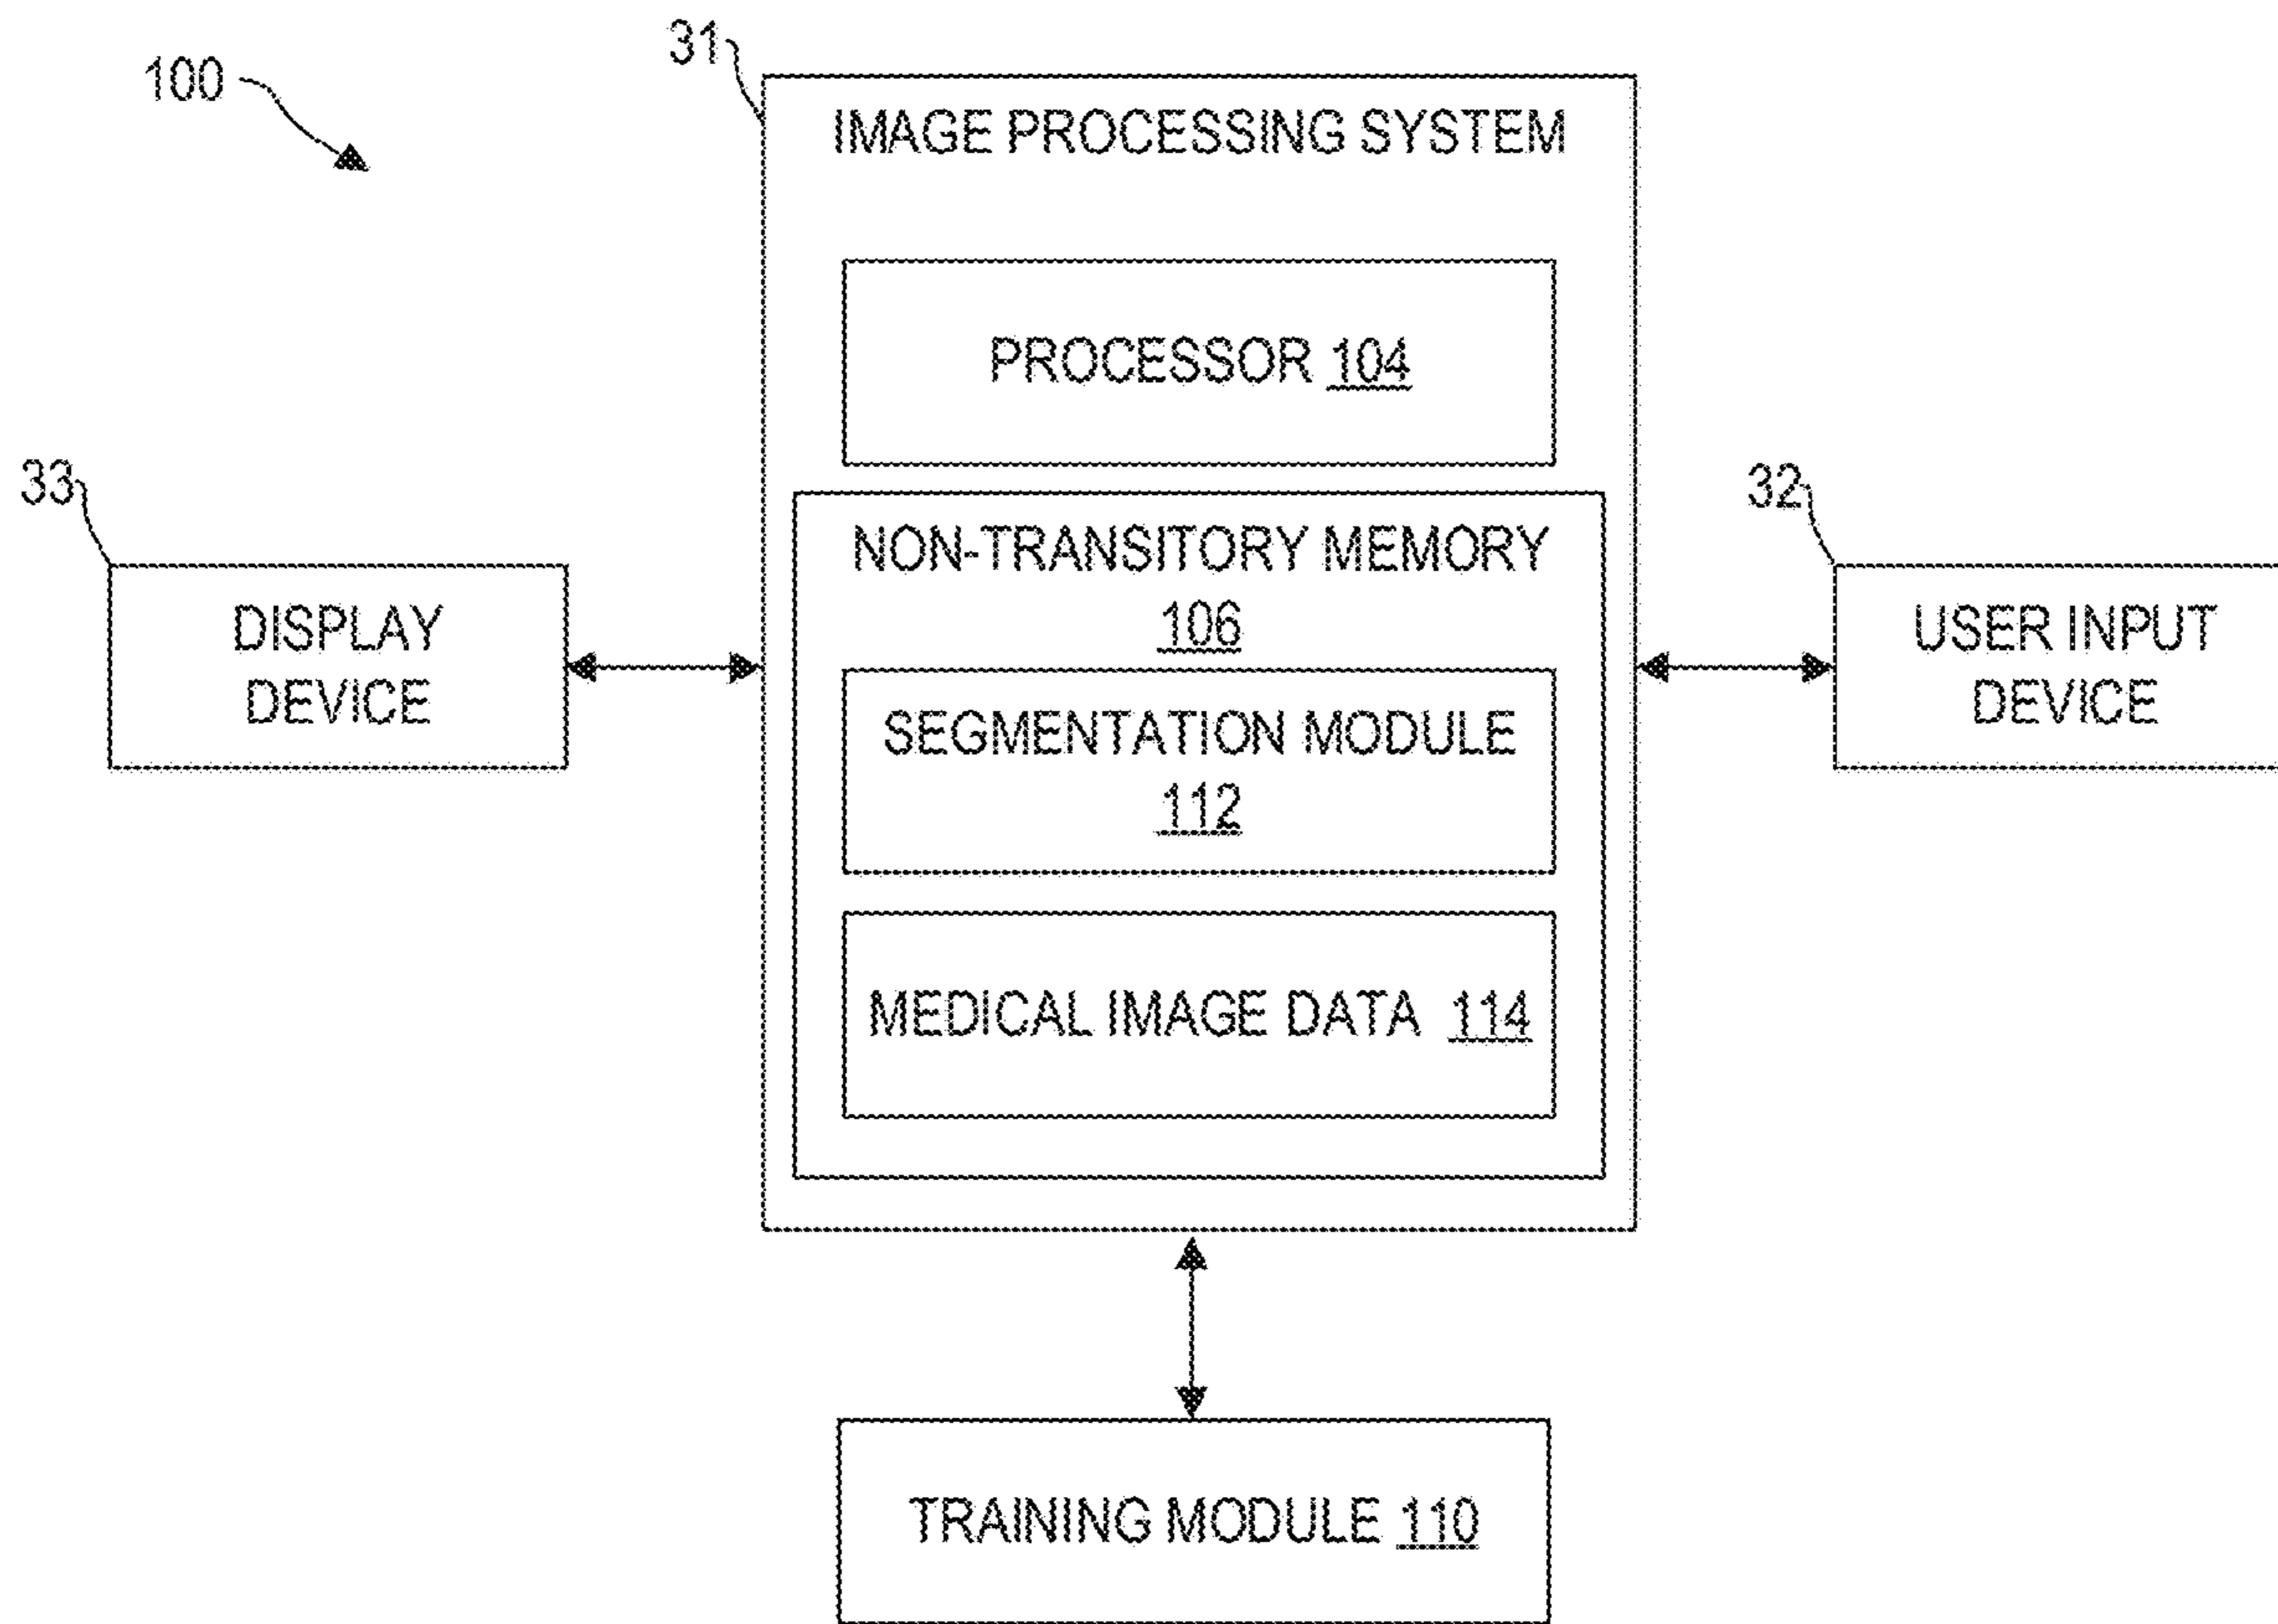 100
31
IMAGE PROCESSING SYSTEM
PROCESSOR 104
33
DISPLAY
DEVICE
NON-TRANSITORY MEMORY
106
SEGMENTATION MODULE
112
MEDICAL IMAGE DATA 114
32
USER INPUT
DEVICE
TRAINING MODULE 110